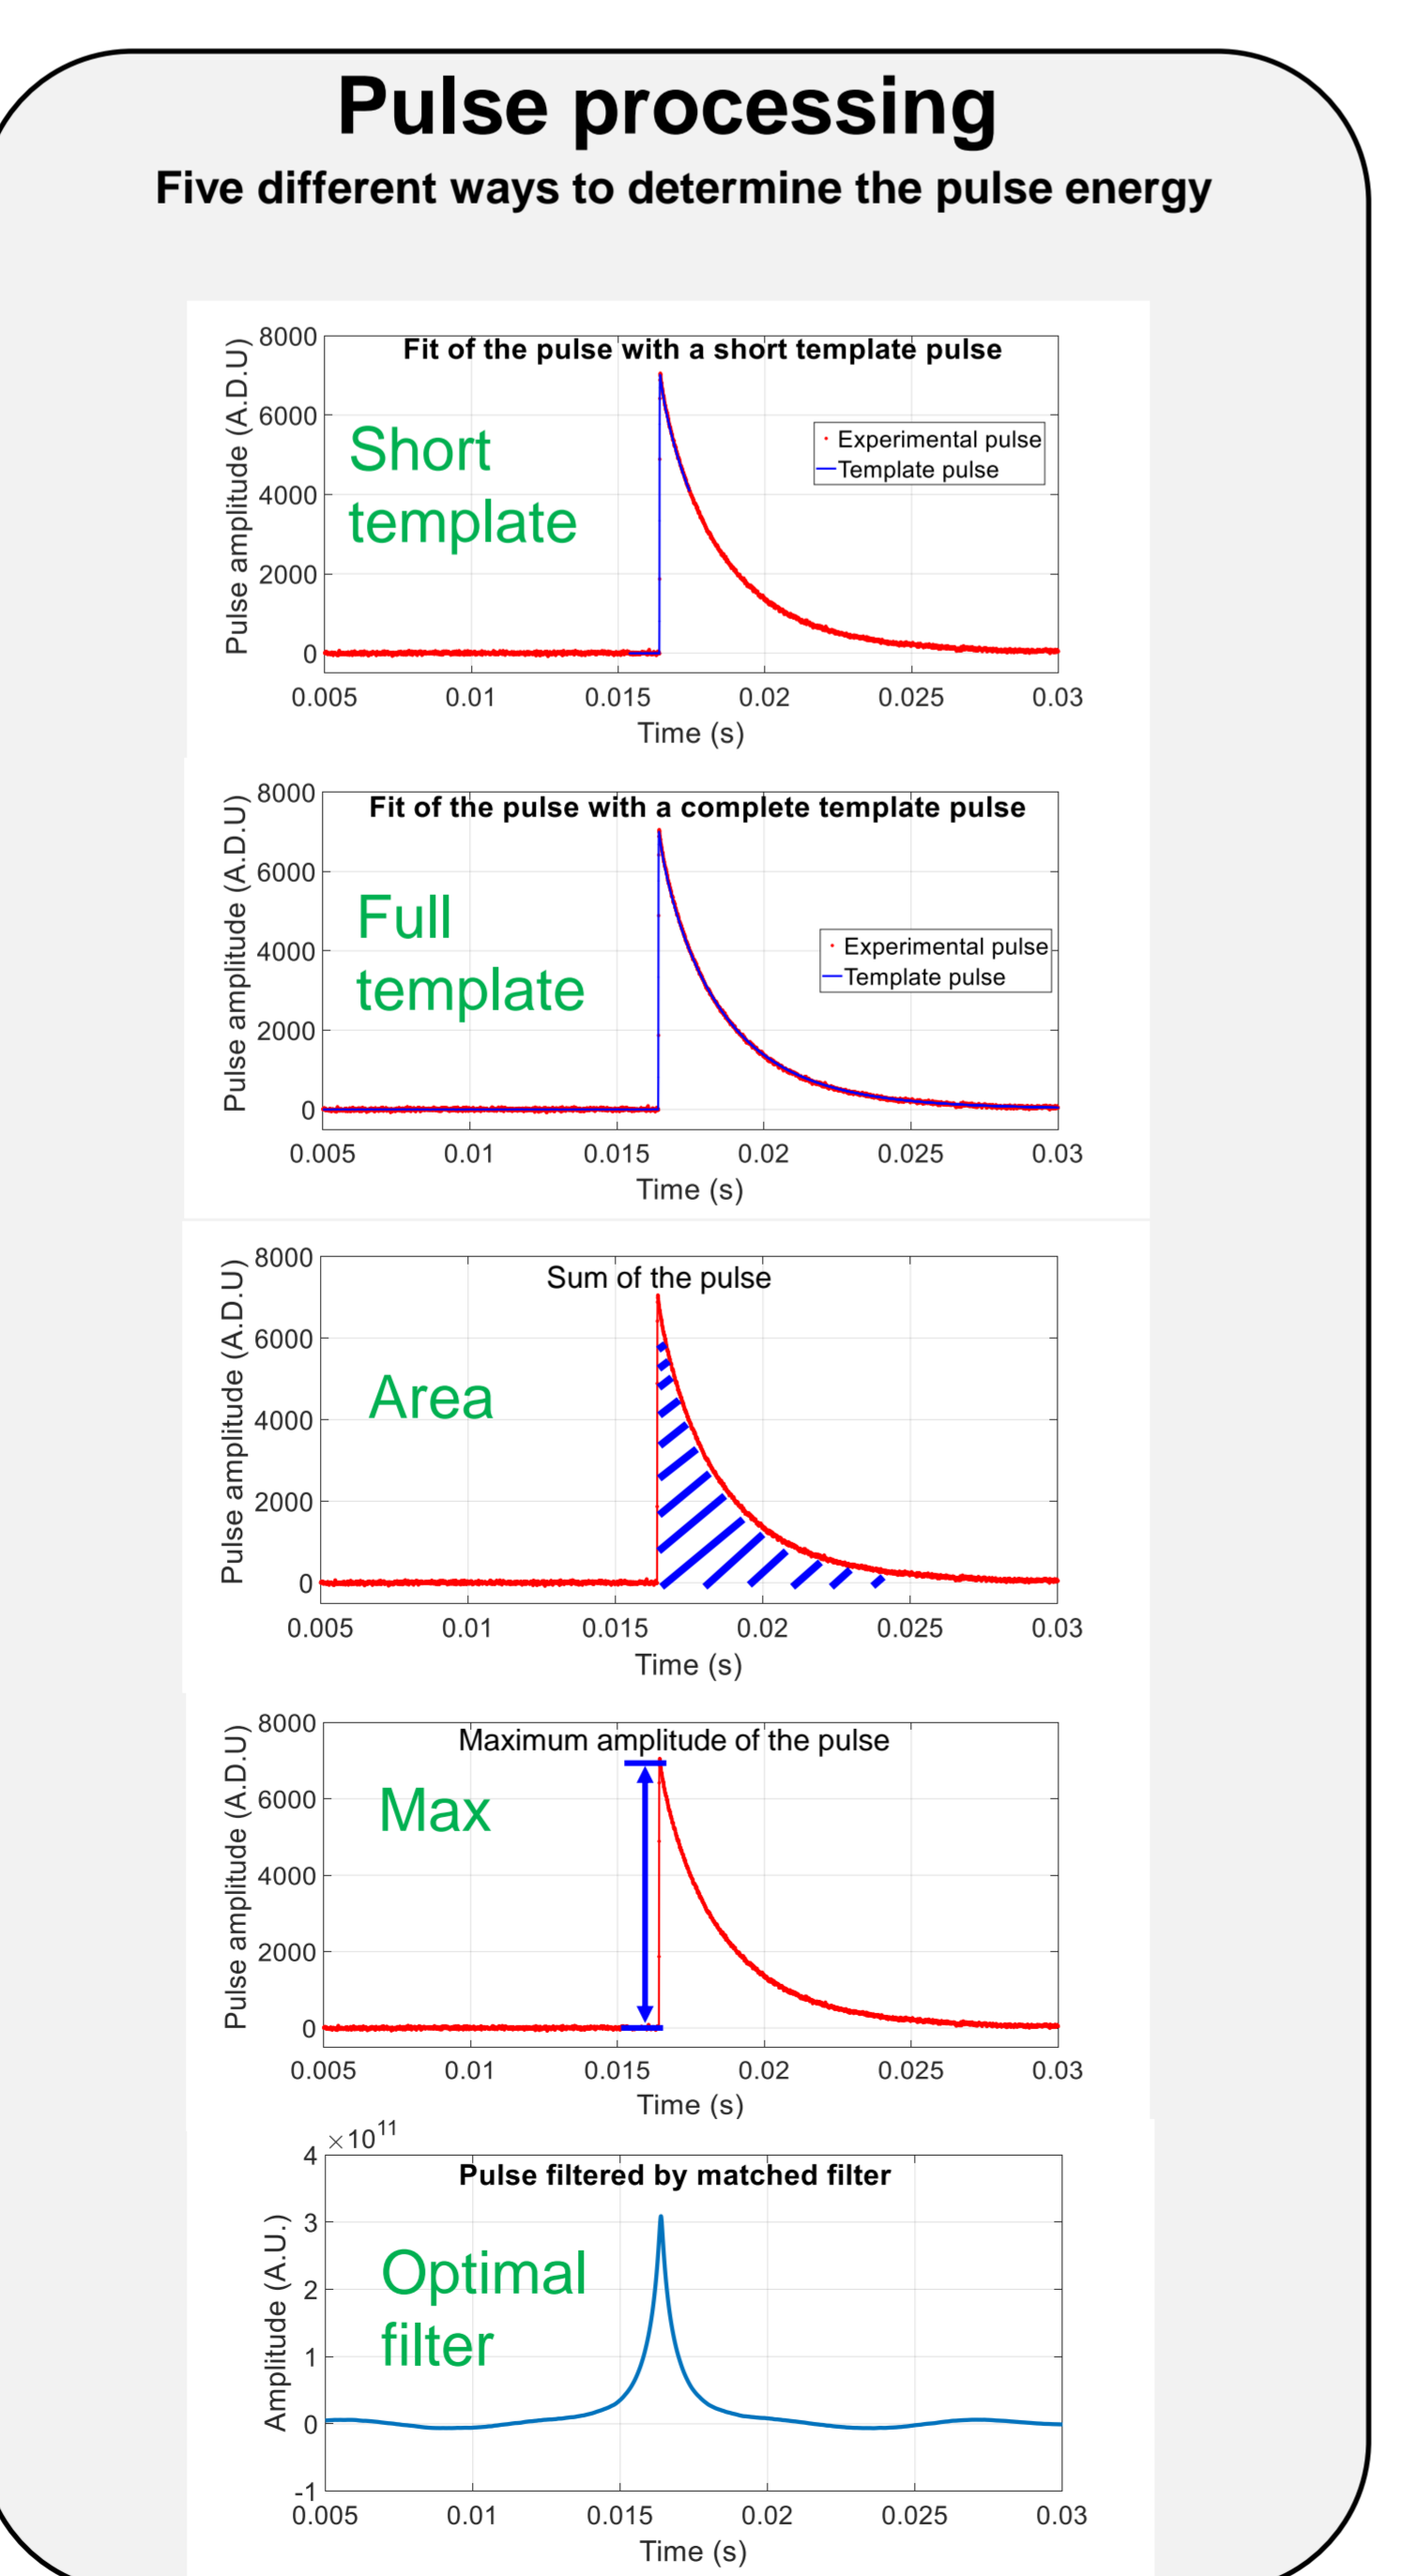 Pulse processing
Five different ways to determine the pulse energy
Fit of the pulse with a short template pulse
Short
template
Experimental pulse
Template pulse
8000
6000
4000
2000
0
Pulse amplitude (A.D.U)
0.005 0.01 0.015 0.02 0.025 0.03
Time (s)
Fit of the pulse with a complete template pulse
Full
template
Experimental pulse
Template pulse
8000
6000
4000
2000
0
Pulse amplitude (A.D.U)
0.005 0.01 0.015 0.02 0.025 0.03
Time (s)
Sum of the pulse
Area
8000
6000
4000
2000
0
Pulse amplitude (A.D.U)
0.005 0.01 0.015 0.02 0.025 0.03
Time (s)
Maximum amplitude of the pulse
Max
8000
6000
4000
2000
0
Pulse amplitude (A.D.U)
0.005 0.01 0.015 0.02 0.025 0.03
Time (s)
×10¹¹
Pulse filtered by matched filter
Optimal
filter
4
3
2
1
0
-1
Amplitude (A.U.)
0.005 0.01 0.015 0.02 0.025 0.03
Time (s)